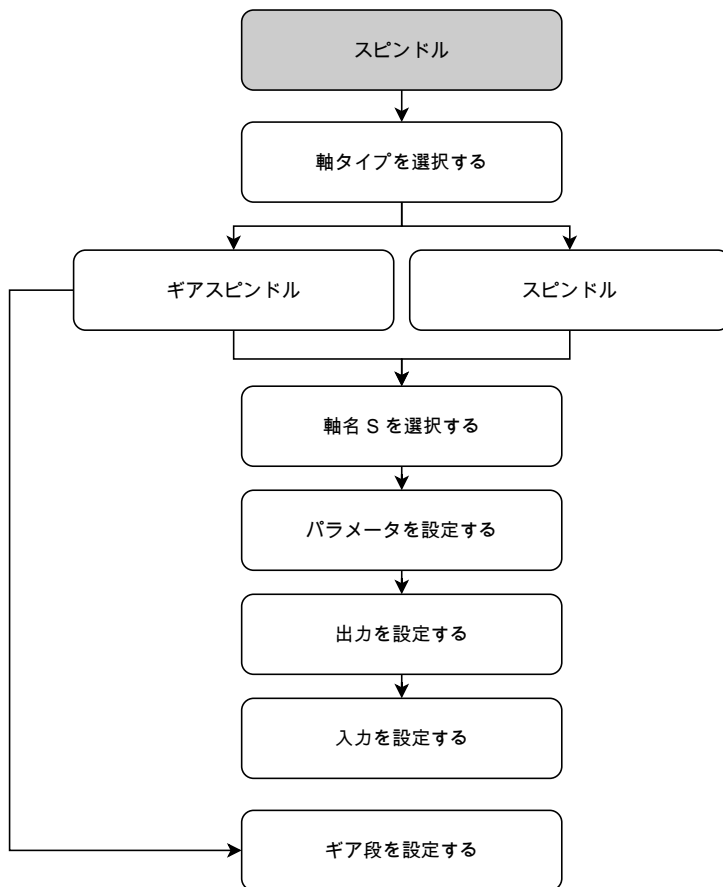 スピンドル
軸タイプを選択する
ギアスピンドル
スピンドル
軸名 S を選択する
パラメータを設定する
出力を設定する
入力を設定する
ギア段を設定する